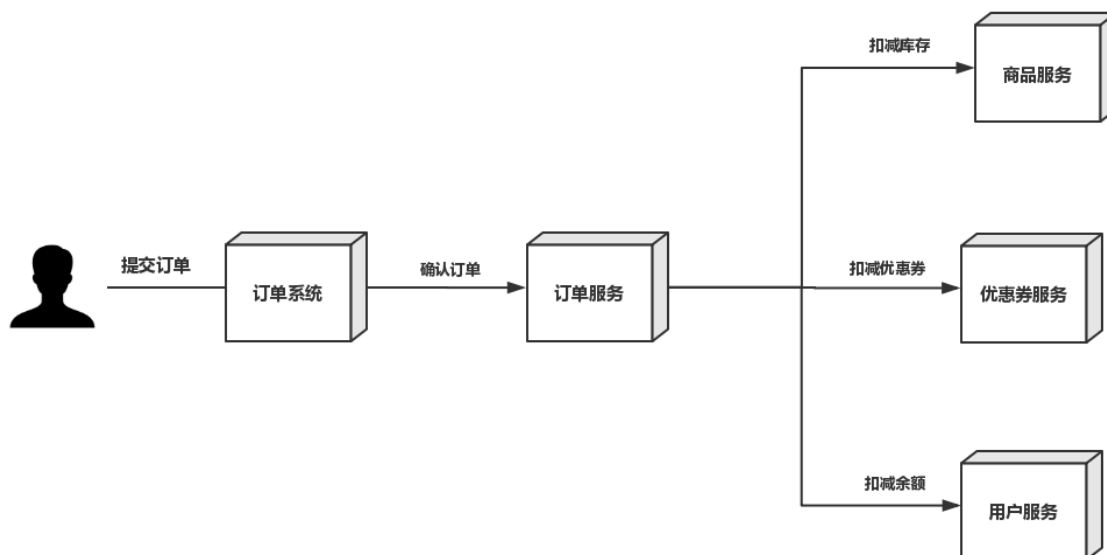 扣减库存
商品服务
提交订单
订单系统
确认订单
订单服务
扣减优惠券
优惠券服务
扣减余额
用户服务